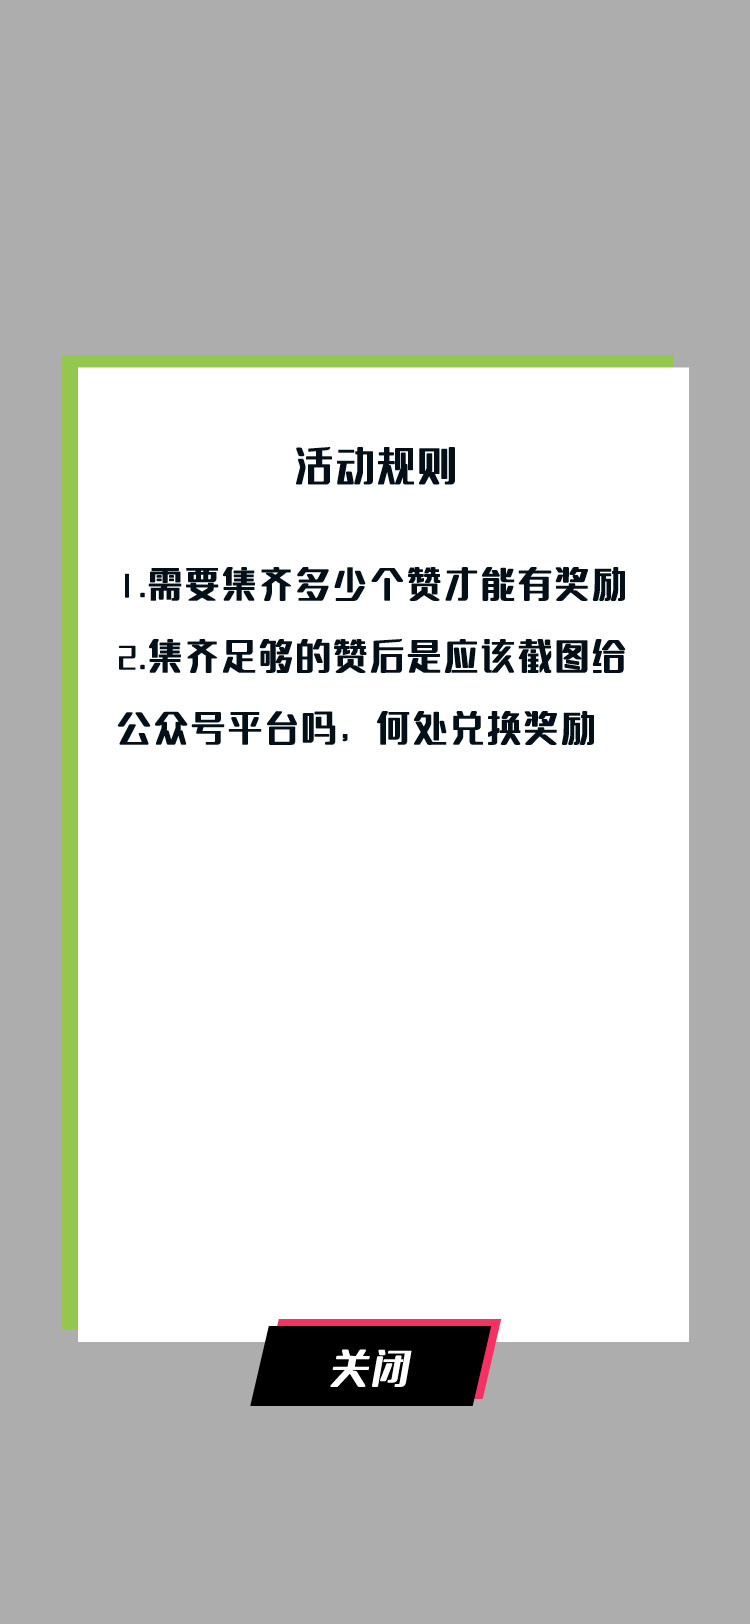 活动规则
1.需要集齐多少个赞才能有奖励
2.集齐足够的赞后是应该截图给
公众号平台吗，何处兑换奖励
关闭